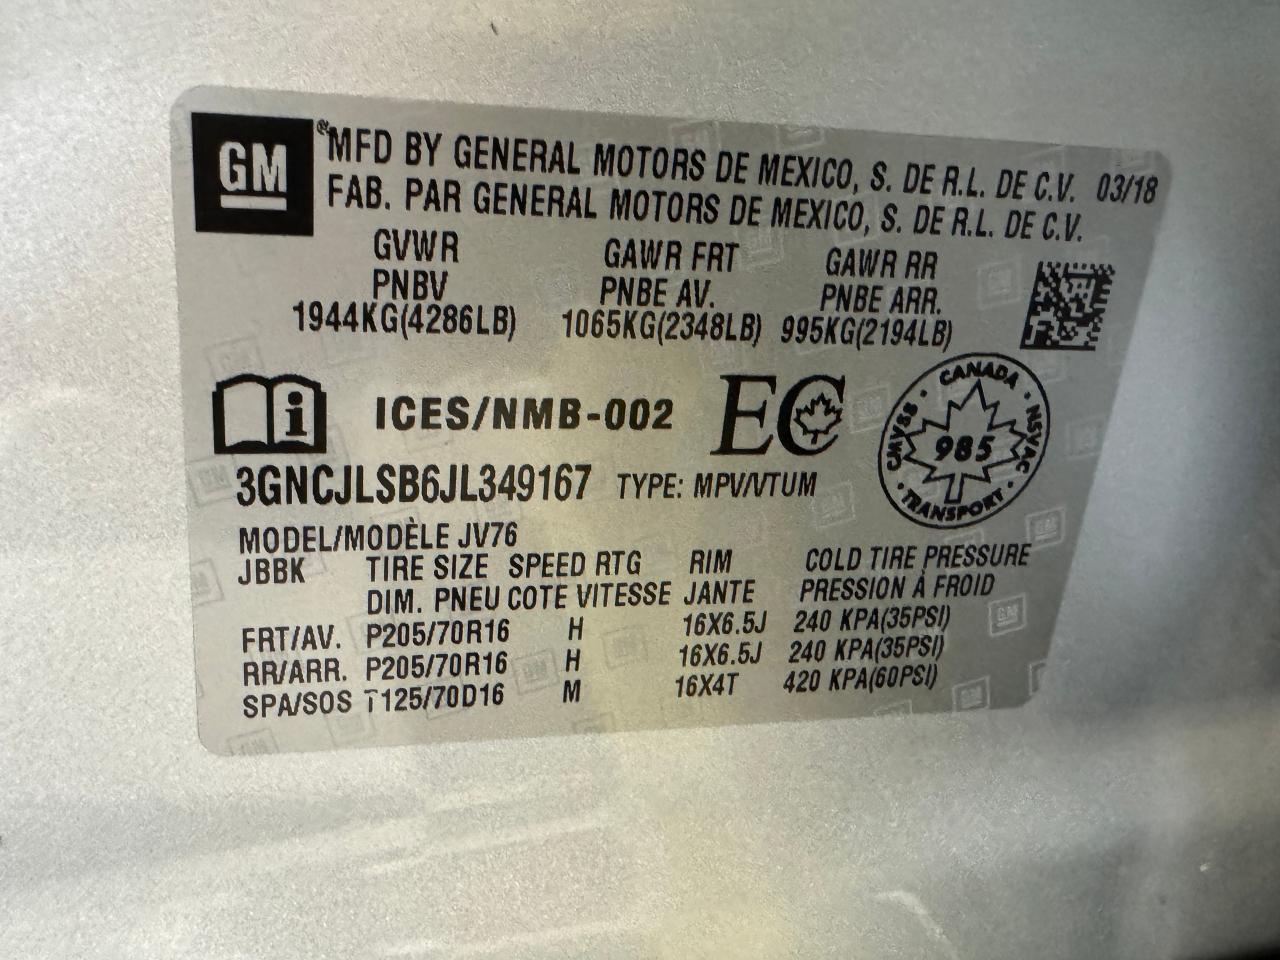 GM
®MFD BY GENERAL MOTORS DE MEXICO, S. DE R.L. DE C.V. 03/18
FAB. PAR GENERAL MOTORS DE MEXICO, S. DE R.L. DE C.V.
GVWR GAWR FRT GAWR RR
PNBV PNBE AV. PNBE ARR.
1944KG(4286LB) 1065KG(2348LB) 995KG(2194LB)
i ICES/NMB-002 EC
CANADA
CMVSS 985 NSVAC
TRANSPORT
3GNCJLSB6JL349167 TYPE: MPV/VTUM
MODEL/MODÈLE JV76
JBBK TIRE SIZE SPEED RTG RIM COLD TIRE PRESSURE
DIM. PNEU COTE VITESSE JANTE PRESSION À FROID
FRT/AV. P205/70R16 H 16X6.5J 240 KPA(35PSI)
RR/ARR. P205/70R16 H 16X6.5J 240 KPA(35PSI)
SPA/SOS T125/70D16 M 16X4T 420 KPA(60PSI)